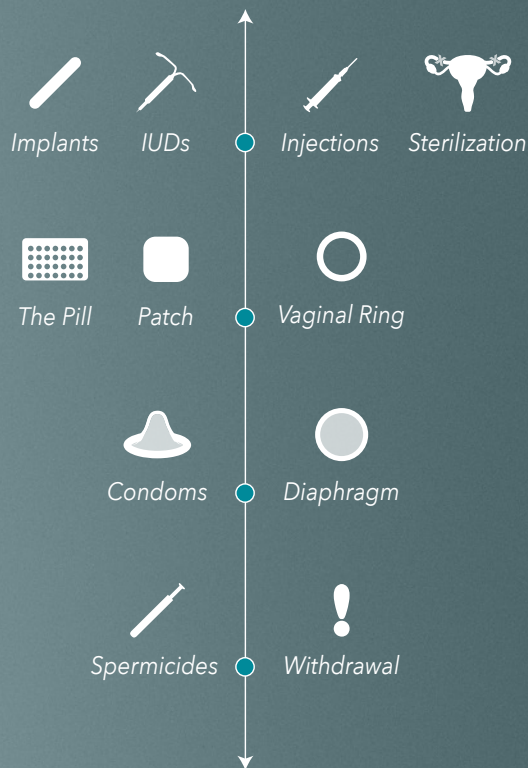 Implants IUDs Injections Sterilization
The Pill Patch Vaginal Ring
Condoms Diaphragm
Spermicides Withdrawal